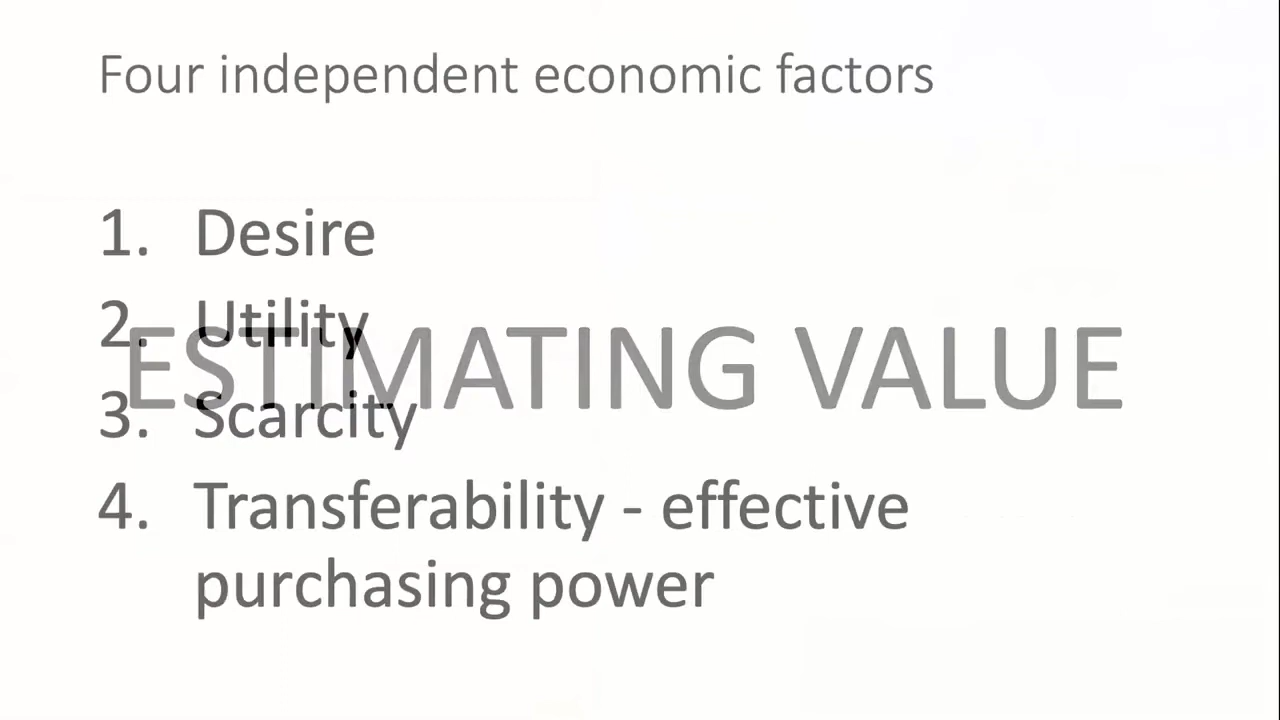 Four independent economic factors
1. Desire
2. Utility
ESTIMATING VALUE
3. Scarcity
4. Transferability - effective
purchasing power